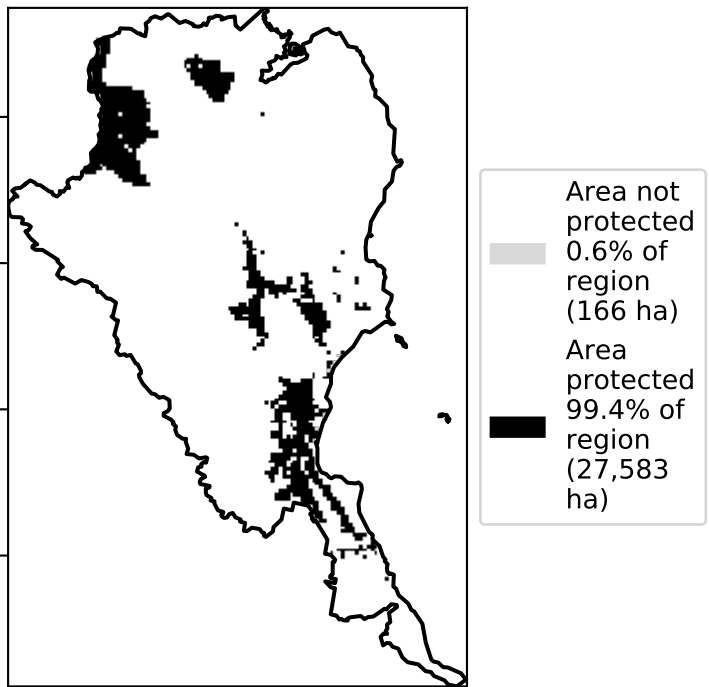 Area not
protected
0.6% of
region
(166 ha)
Area
protected
99.4% of
region
(27,583
ha)